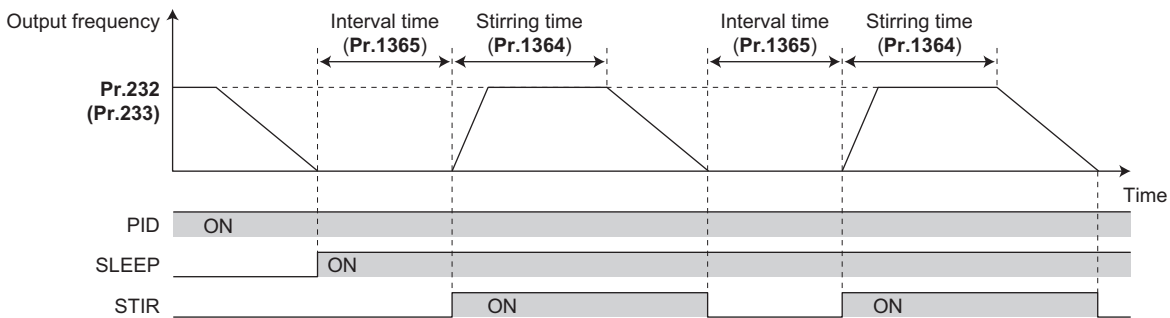 Output frequency
Interval time
(Pr.1365)
Stirring time
(Pr.1364)
Interval time
(Pr.1365)
Stirring time
(Pr.1364)
Pr.232
(Pr.233)
Time
PID ON
SLEEP ON
STIR ON ON